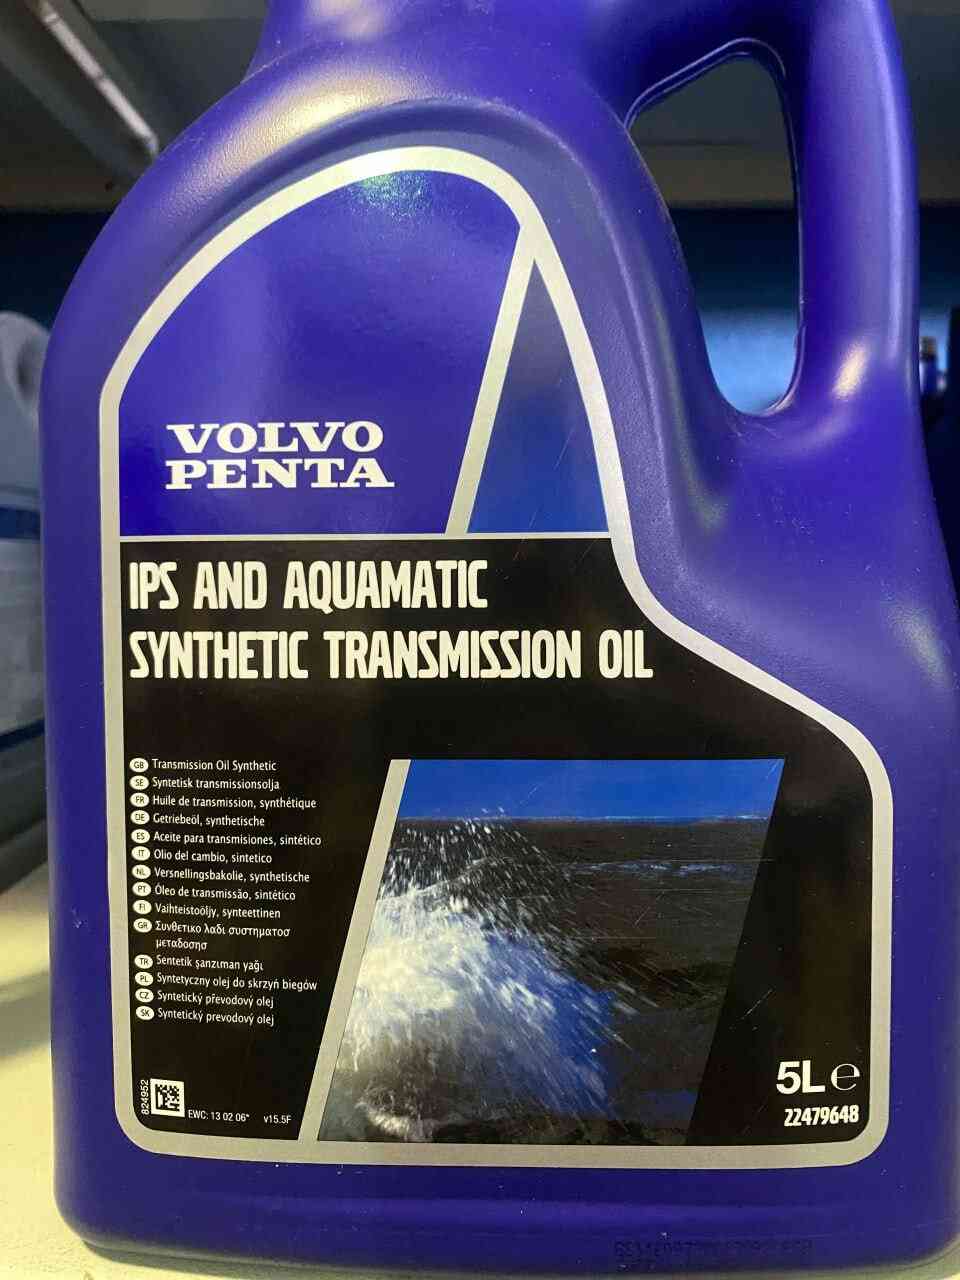 VOLVO
PENTA
IPS AND AQUAMATIC
SYNTHETIC TRANSMISSION OIL
GB Transmission Oil Synthetic
SE Syntetisk transmissionsolja
FR Huile de transmission, synthétique
DE Getriebeöl, synthetische
ES Aceite para transmisiones, sintético
IT Olio del cambio, sintetico
NL Versnellingsbakolie, synthetische
PT Óleo de transmissão, sintético
FI Vaihteistoöljy, synteettinen
GR Συνθετικο λαδι συστηματοσ
μεταδοσησ
TR Sentetik şanzıman yağı
PL Syntetyczny olej do skrzyń biegów
CZ Syntetický převodový olej
SK Syntetický prevodový olej
824952
EWC: 13 02 06* v15.5F
5L e
22479648